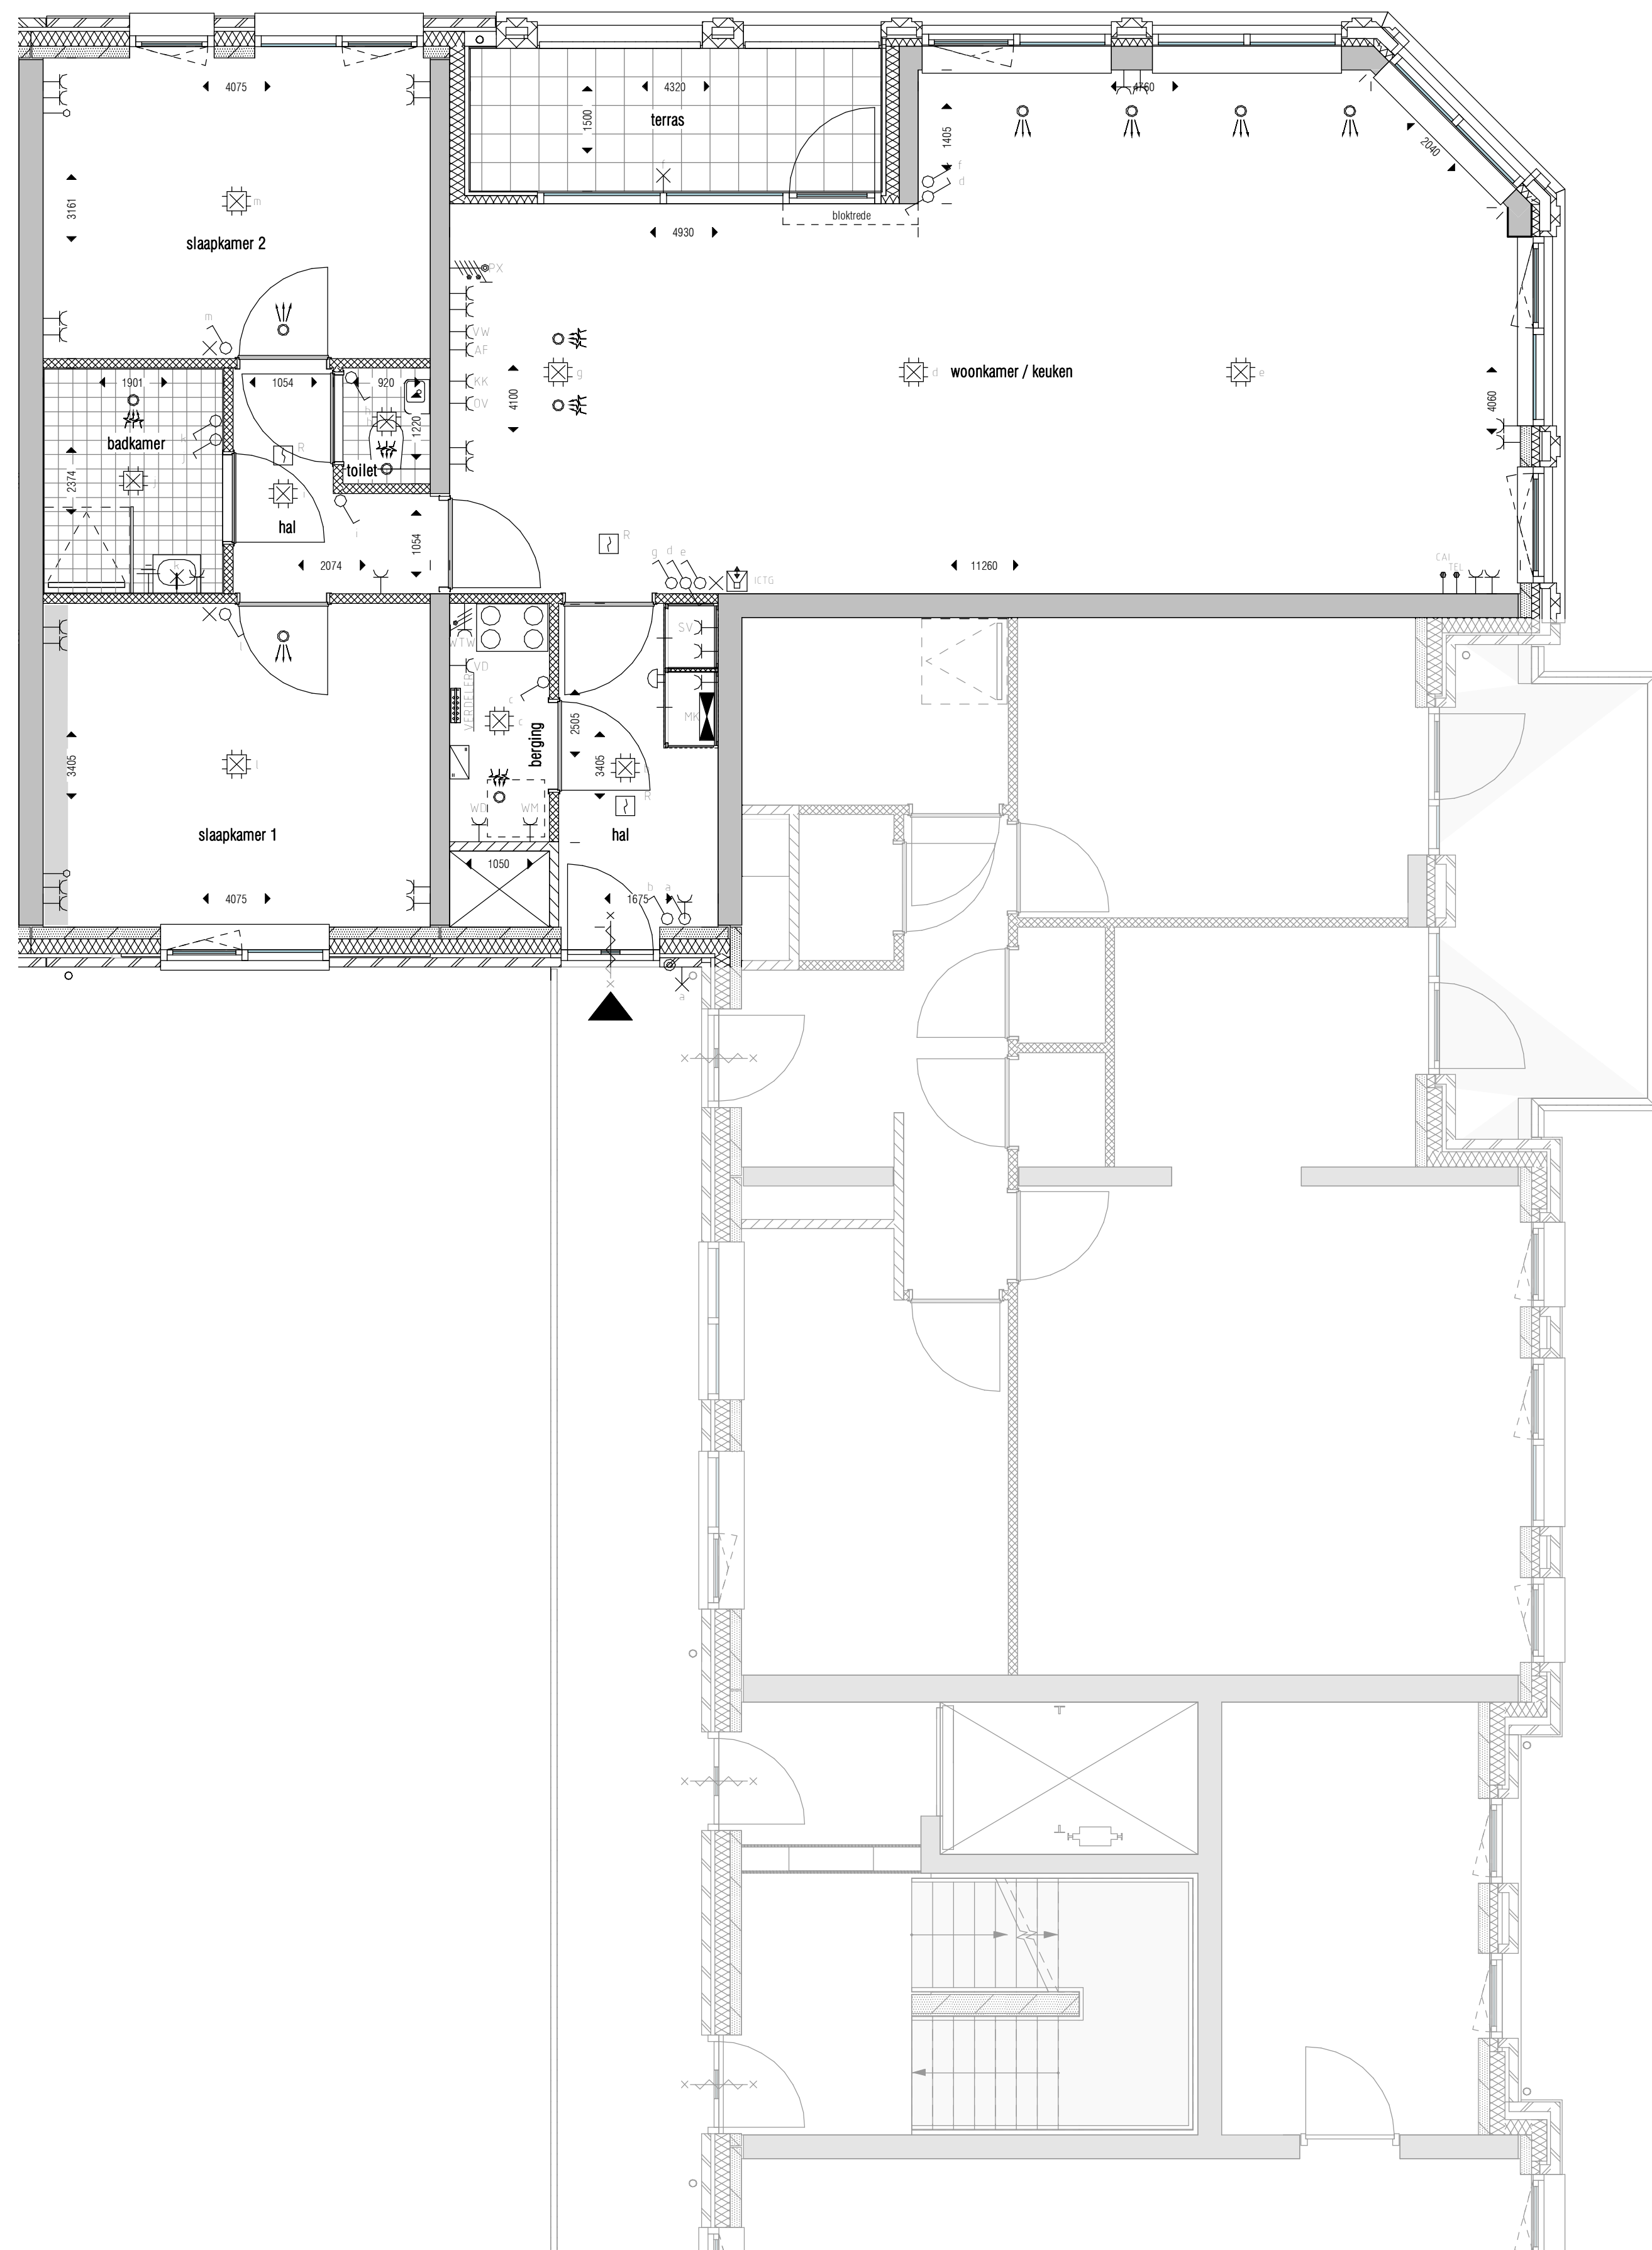 4075
4320
4760
1500
terras
1405
2040
f
f
d
3161
m
slaapkamer 2
bloktrede
4930
PX
m
VW
AF
KK
OV
g
4100
d
woonkamer / keuken
e
4060
1901
1054
920
1220
badkamer
k
j
R
toilet
2374
j
hal
i
i
1054
2074
k
R
g d e
ICTG
11260
CAI
TEL
l
WTW
VD
VERDELER
SV
MK
c
c
berging
2505
3405
3405
l
R
WD
WM
slaapkamer 1
hal
1050
b a
4075
1675
a